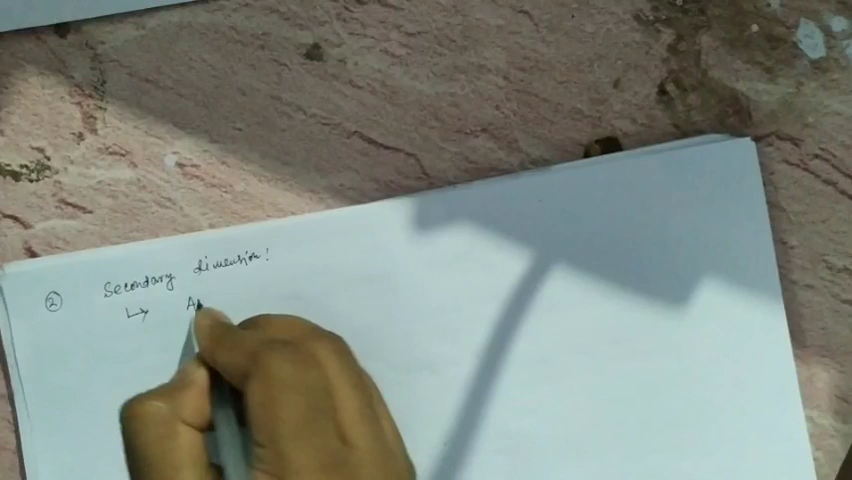 ② Secondary dimension!
↳ A